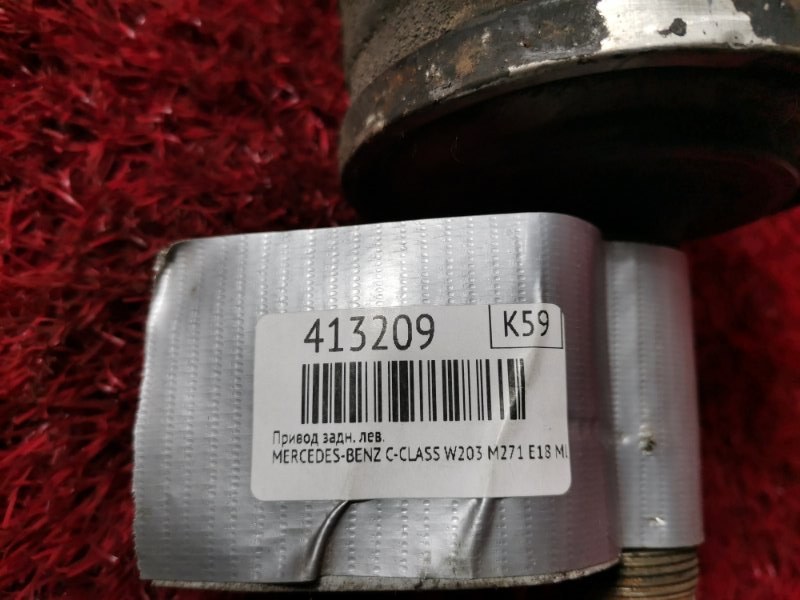 413209 K59
Привод задн. лев.
MERCEDES-BENZ C-CLASS W203 M271 E18